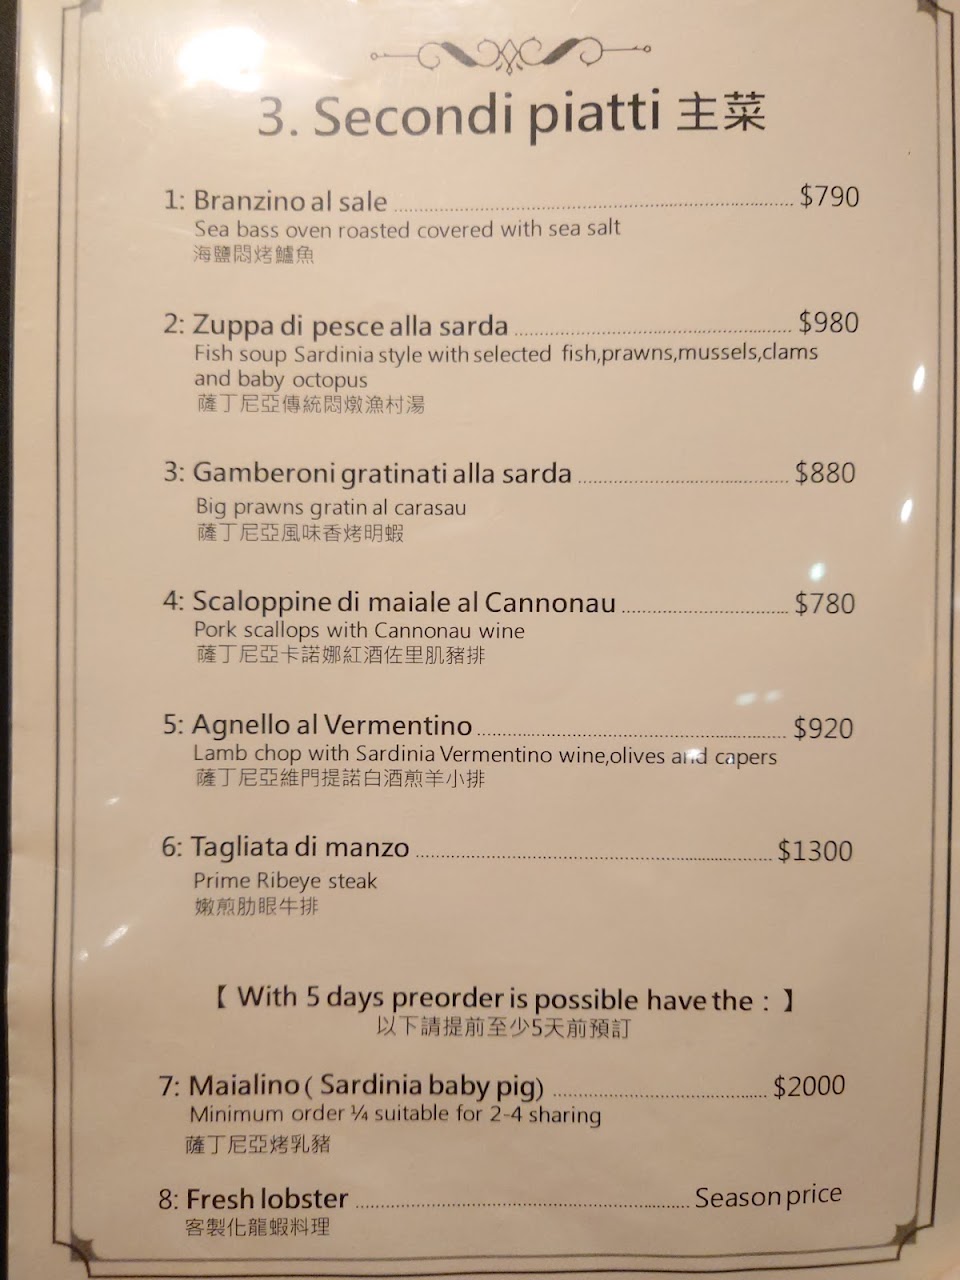 3. Secondi piatti 主菜
1: Branzino al sale ........ $790
Sea bass oven roasted covered with sea salt
海鹽悶烤鱸魚
2: Zuppa di pesce alla sarda ........ $980
Fish soup Sardinia style with selected fish,prawns,mussels,clams
and baby octopus
薩丁尼亞傳統悶燉漁村湯
3: Gamberoni gratinati alla sarda ........ $880
Big prawns gratin al carasau
薩丁尼亞風味香烤明蝦
4: Scaloppine di maiale al Cannonau ........ $780
Pork scallops with Cannonau wine
薩丁尼亞卡諾娜紅酒佐里肌豬排
5: Agnello al Vermentino ........ $920
Lamb chop with Sardinia Vermentino wine,olives and capers
薩丁尼亞維門提諾白酒煎羊小排
6: Tagliata di manzo ........ $1300
Prime Ribeye steak
嫩煎肋眼牛排
【 With 5 days preorder is possible have the : 】
以下請提前至少5天前預訂
7: Maialino ( Sardinia baby pig) ........ $2000
Minimum order ¼ suitable for 2-4 sharing
薩丁尼亞烤乳豬
8: Fresh lobster ........ Season price
客製化龍蝦料理